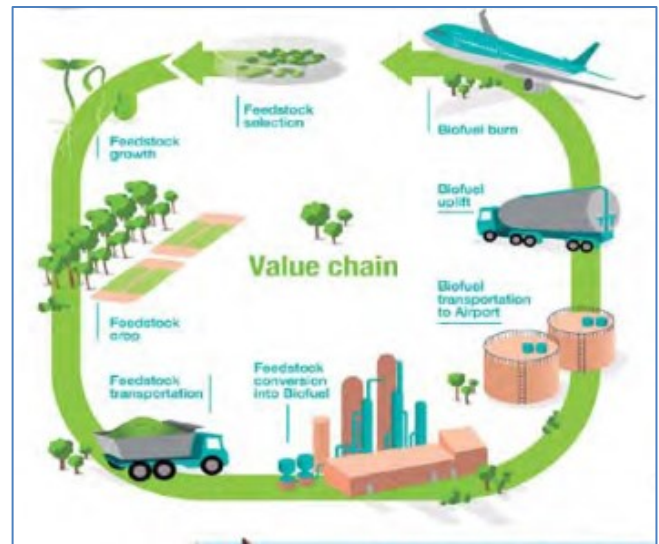 Feedstock
selection
Biofuel burn
Feedstock
growth
Biofuel
uplift
Value chain
Biofuel
transportation
to Airport
Feedstock
crop
Feedstock
transportation
Feedstock
conversion
into Biofuel